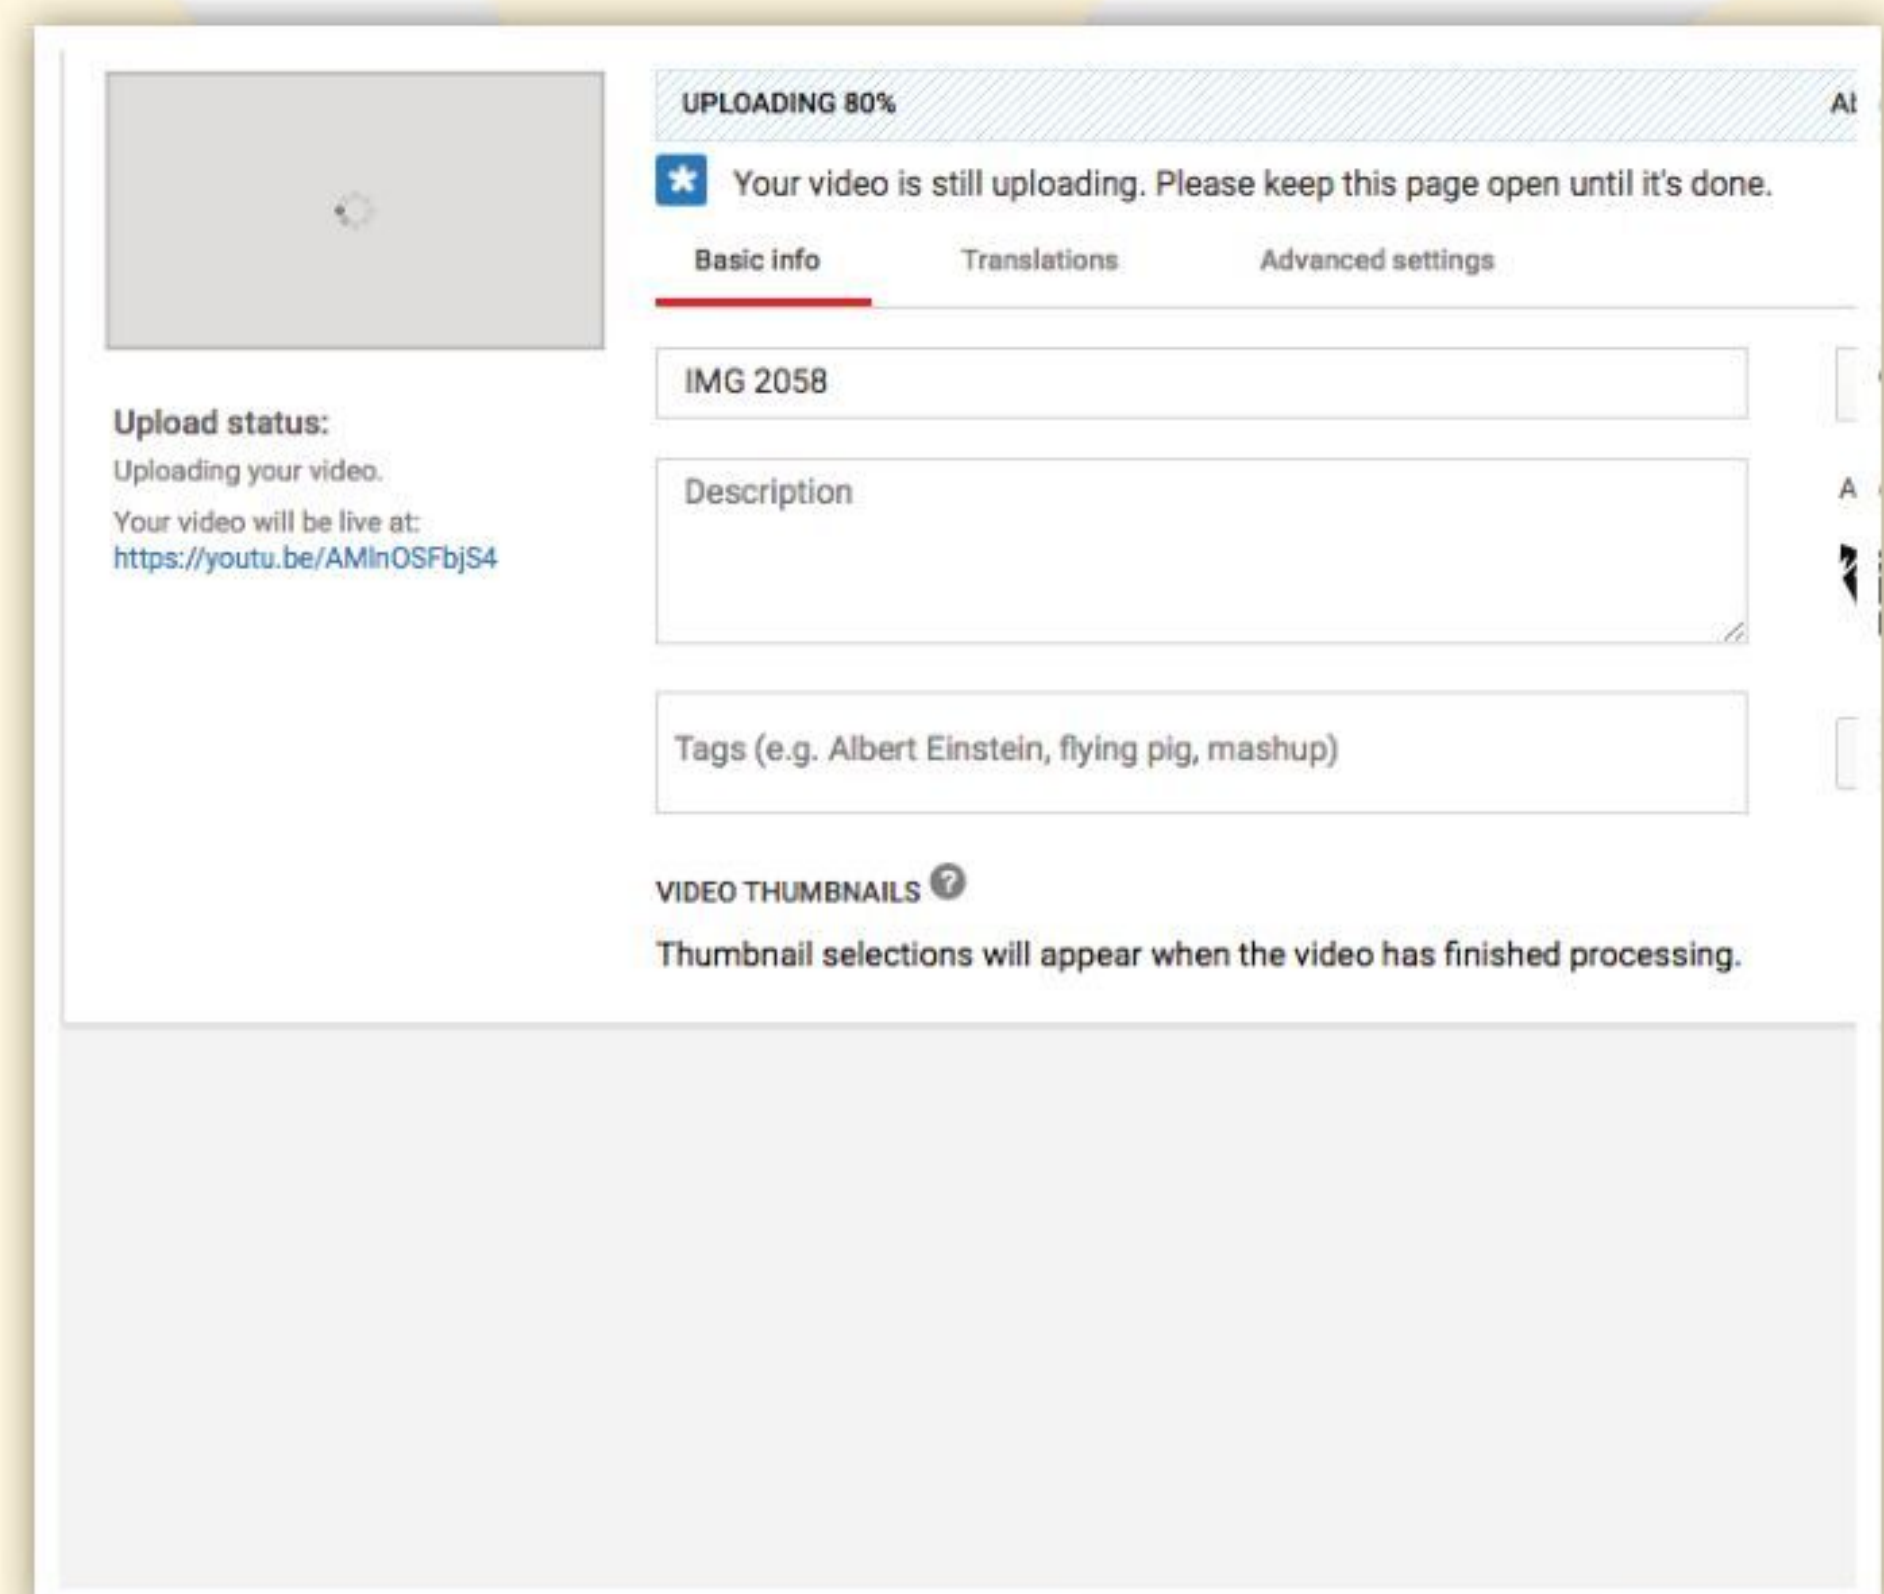 UPLOADING 80%
Your video is still uploading. Please keep this page open until it's done.
Basic info Translations Advanced settings
IMG 2058
Upload status:
Uploading your video.
Your video will be live at:
https://youtu.be/AMlnOSFbjS4
Description
A
Tags (e.g. Albert Einstein, flying pig, mashup)
VIDEO THUMBNAILS ?
Thumbnail selections will appear when the video has finished processing.